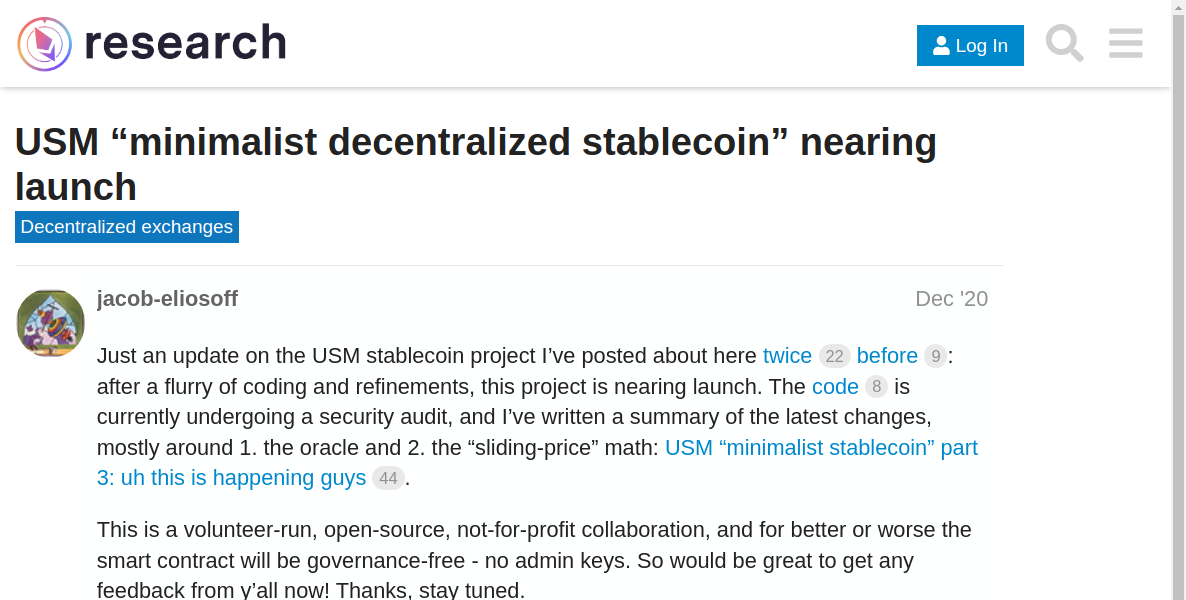 research
Log In
USM “minimalist decentralized stablecoin” nearing
launch
Decentralized exchanges
jacob-eliosoff
Dec '20
Just an update on the USM stablecoin project I’ve posted about here twice 22 before 9:
after a flurry of coding and refinements, this project is nearing launch. The code 8 is
currently undergoing a security audit, and I’ve written a summary of the latest changes,
mostly around 1. the oracle and 2. the “sliding-price” math: USM “minimalist stablecoin” part
3: uh this is happening guys 44.
This is a volunteer-run, open-source, not-for-profit collaboration, and for better or worse the
smart contract will be governance-free - no admin keys. So would be great to get any
feedback from y’all now! Thanks, stay tuned.